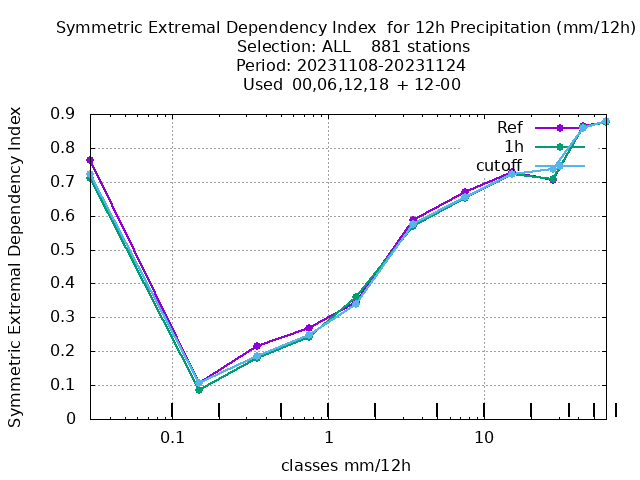 Symmetric Extremal Dependency Index  for 12h Precipitation (mm/12h)
Selection: ALL    881 stations
Period: 20231108-20231124
Used  00,06,12,18  + 12-00
Symmetric Extremal Dependency Index
0.9
0.8
0.7
0.6
0.5
0.4
0.3
0.2
0.1
0
Ref
1h
cutoff
0.1
1
10
classes mm/12h